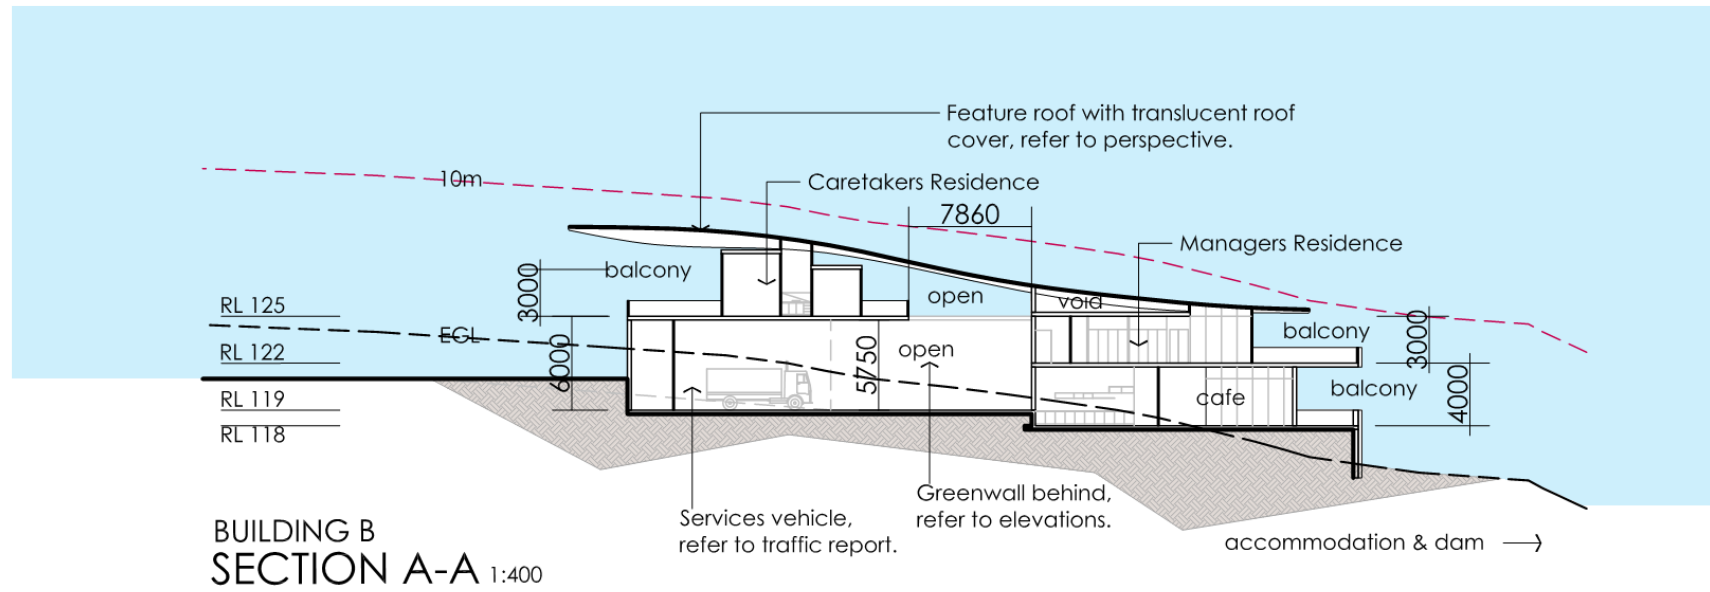 Feature roof with translucent roof
cover, refer to perspective.
10m
Caretakers Residence
7860
Managers Residence
balcony
3000
open
void
RL 125
EGL
balcony
3000
RL 122
6000
5750
open
RL 119
cafe
balcony
4000
RL 118
Greenwall behind,
refer to elevations.
Services vehicle,
refer to traffic report.
accommodation & dam
BUILDING B
SECTION A-A 1:400